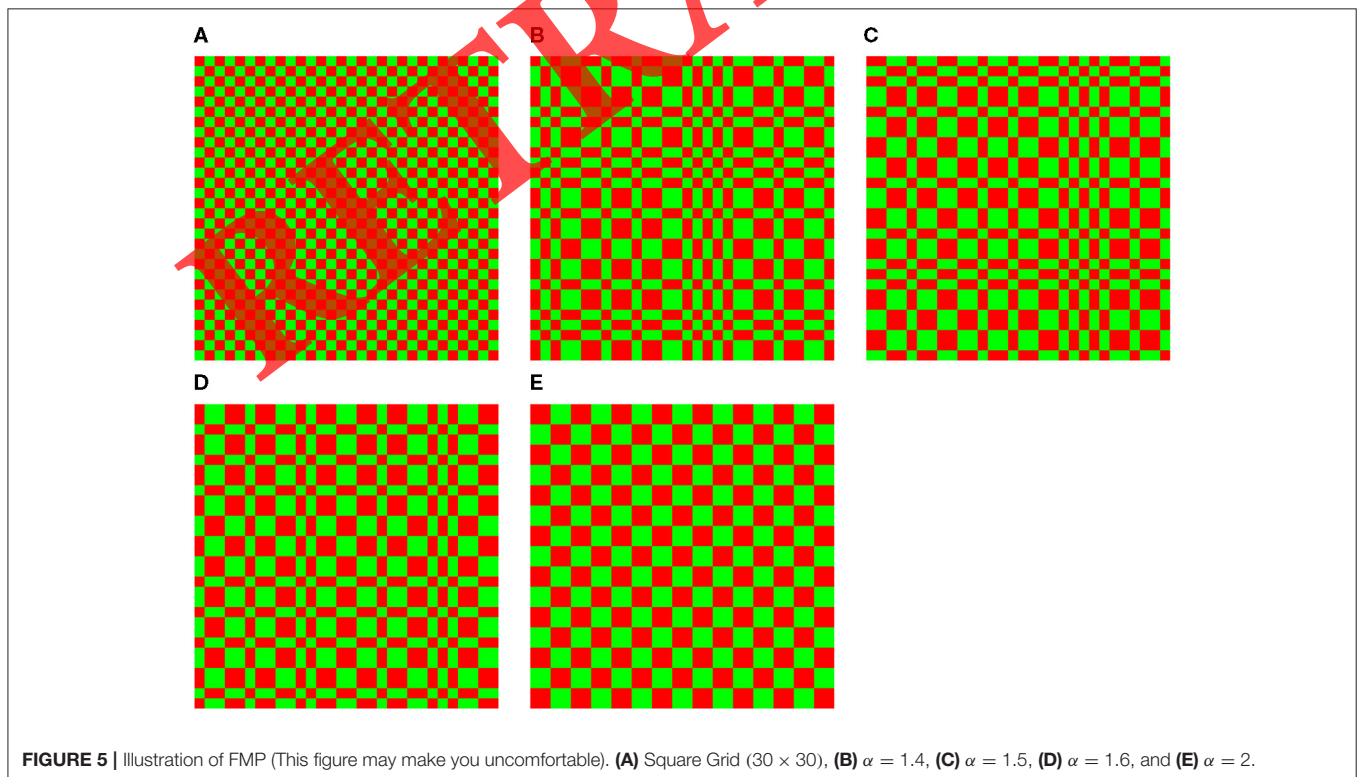 A
B
C
D
E
FIGURE 5 | Illustration of FMP (This figure may make you uncomfortable). (A) Square Grid (30 × 30), (B) α = 1.4, (C) α = 1.5, (D) α = 1.6, and (E) α = 2.
RETRA